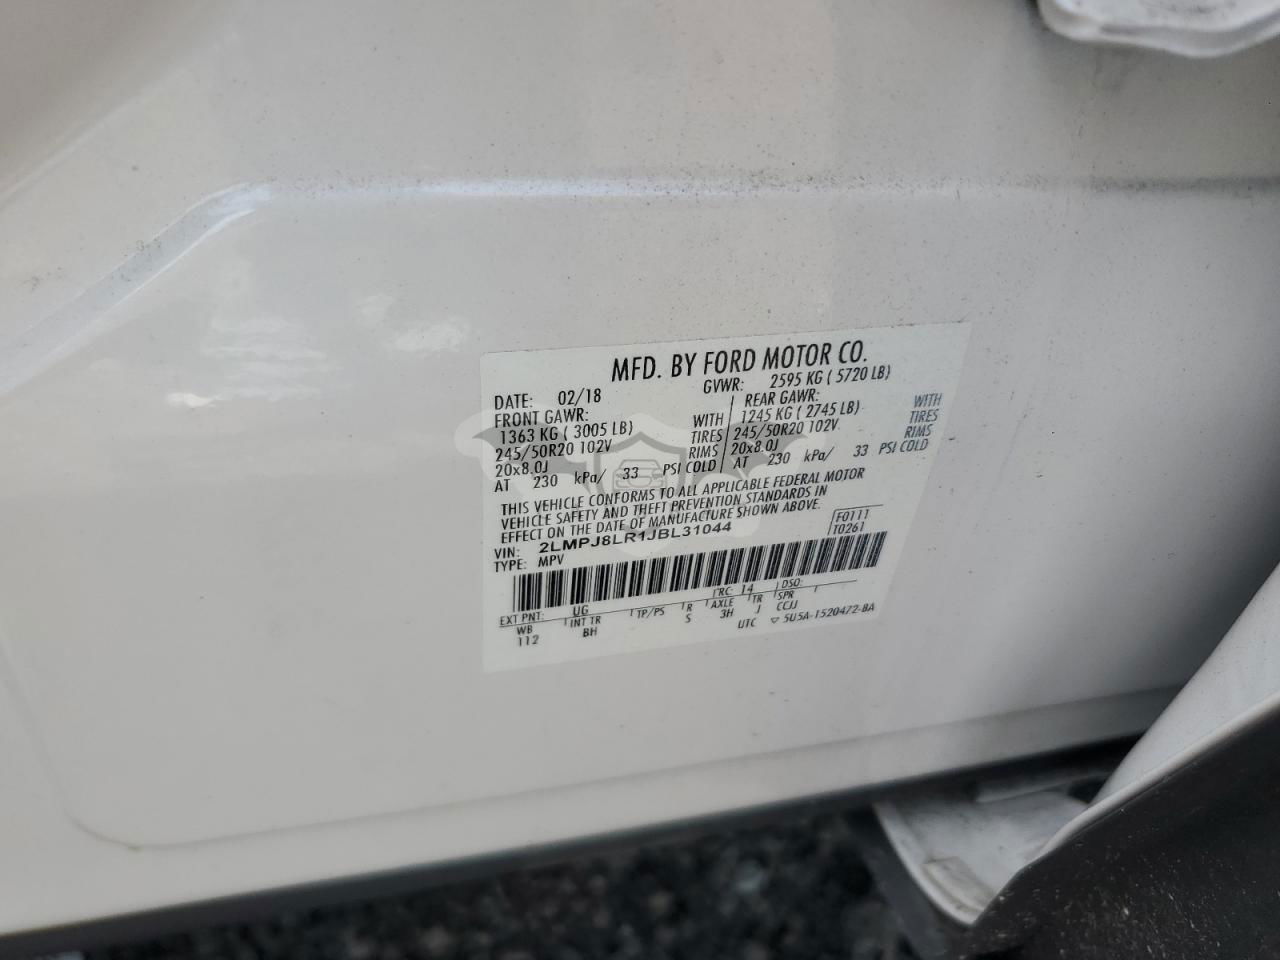 MFD. BY FORD MOTOR CO.
DATE: 02/18 GVWR: 2595 KG ( 5720 LB)
FRONT GAWR: REAR GAWR:
1363 KG ( 3005 LB) WITH 1245 KG ( 2745 LB) WITH
245/50R20 102V TIRES 245/50R20 102V TIRES
20x8.0J RIMS 20x8.0J RIMS
AT 230 kPa/ 33 PSI COLD AT 230 kPa/ 33 PSI COLD
THIS VEHICLE CONFORMS TO ALL APPLICABLE FEDERAL MOTOR
VEHICLE SAFETY AND THEFT PREVENTION STANDARDS IN
EFFECT ON THE DATE OF MANUFACTURE SHOWN ABOVE.
VIN: 2LMPJ8LR1JBL31044 F0111
TYPE: MPV T0261
EXT PNT: UG RC: 14 DSO:
WB INT TR TP/PS R AXLE TR SPR
112 BH S 3H J CCJJ
UTC ▽ 5U5A-1520472-BA